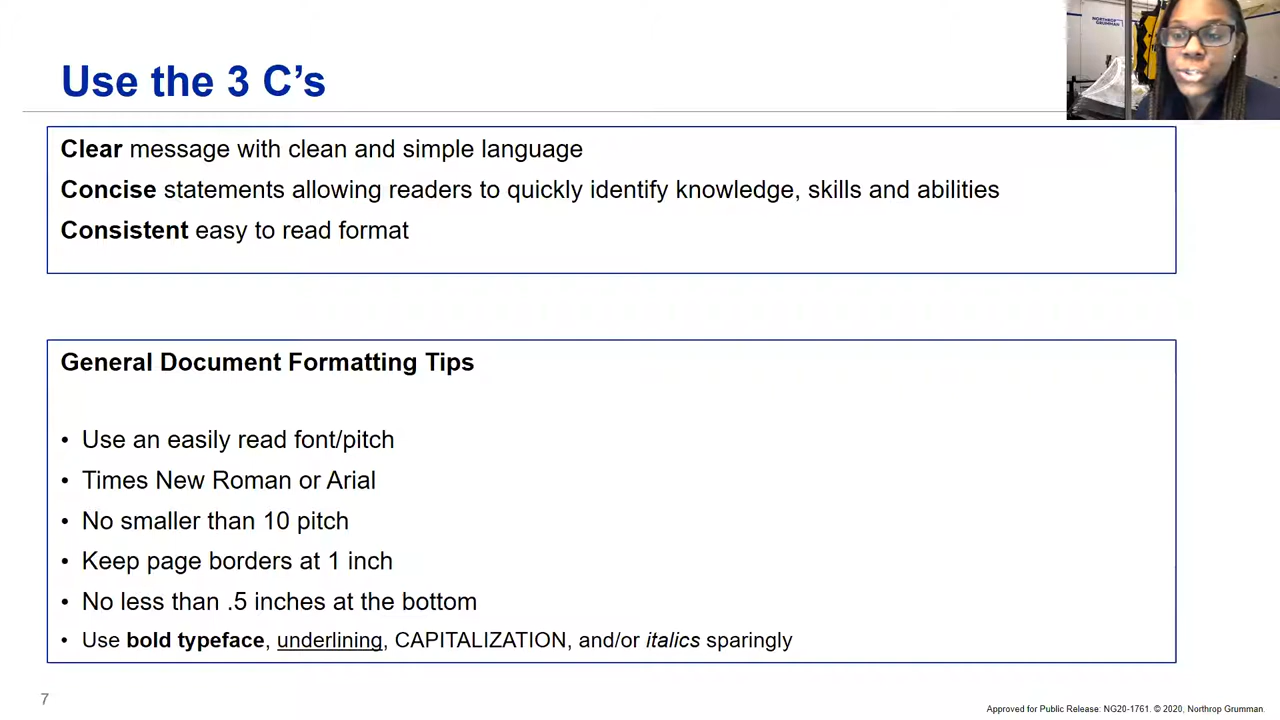 NORTHROP
GRUMMAN
Use the 3 C’s
Clear message with clean and simple language
Concise statements allowing readers to quickly identify knowledge, skills and abilities
Consistent easy to read format
General Document Formatting Tips
• Use an easily read font/pitch
• Times New Roman or Arial
• No smaller than 10 pitch
• Keep page borders at 1 inch
• No less than .5 inches at the bottom
• Use bold typeface, underlining, CAPITALIZATION, and/or italics sparingly
7
Approved for Public Release: NG20-1761. © 2020, Northrop Grumman.